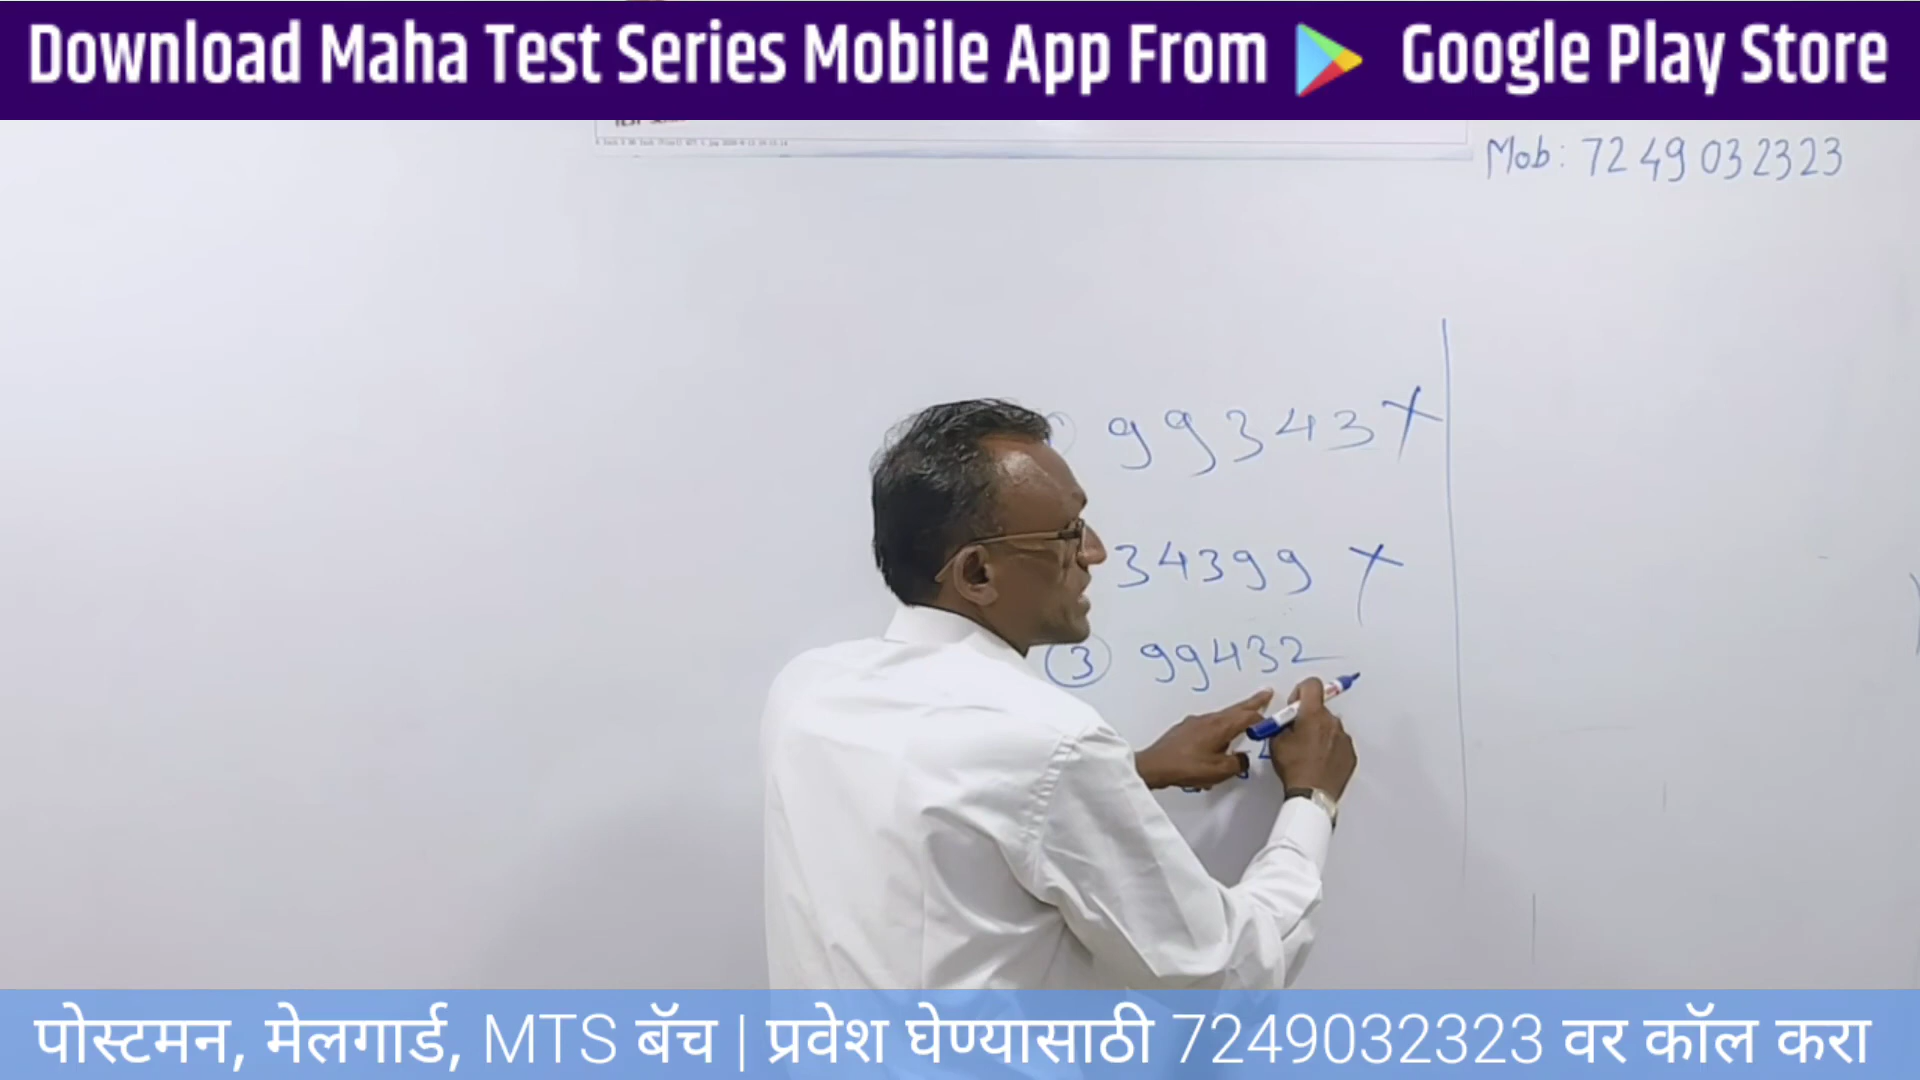 Download Maha Test Series Mobile App From Google Play Store
Mob: 7249032323
99343 X
34399 X
3 99432
पोस्टमन, मेलगार्ड, MTS बॅच | प्रवेश घेण्यासाठी 7249032323 वर कॉल करा